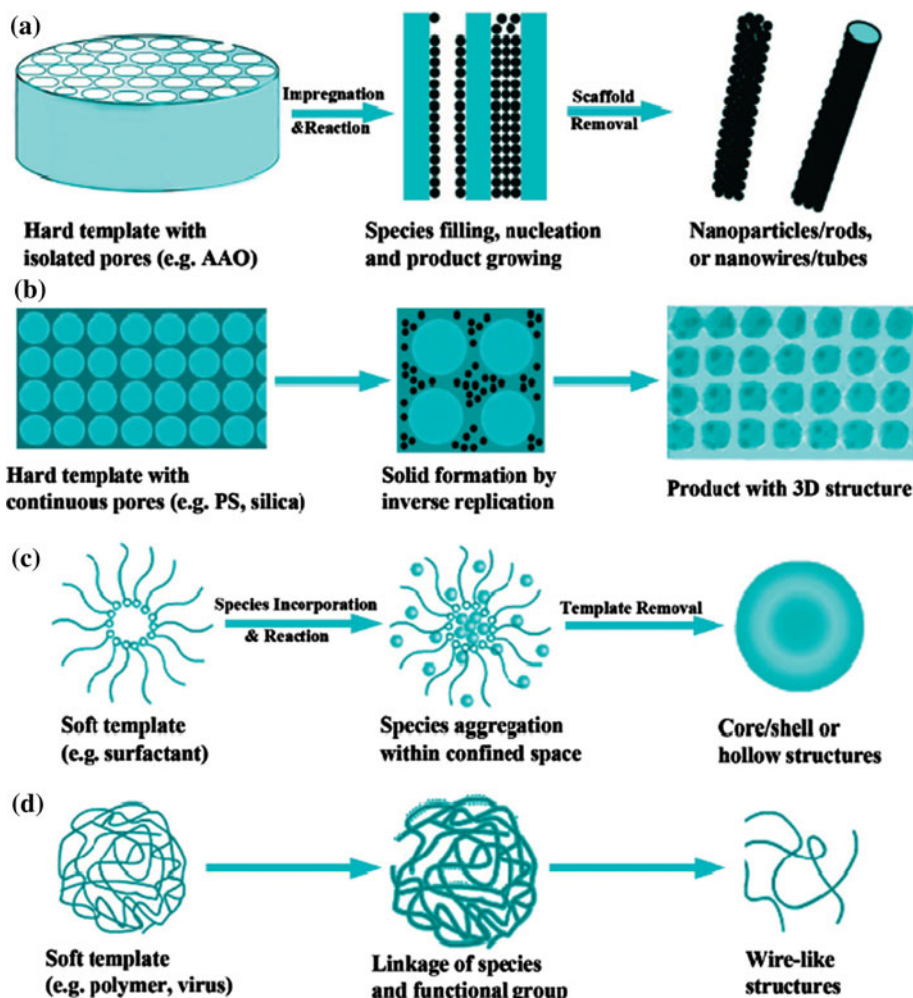 (a)
Impregnation
&Reaction
Scaffold
Removal
Hard template with
isolated pores (e.g. AAO)
Species filling, nucleation
and product growing
Nanoparticles/rods,
or nanowires/tubes
(b)
Hard template with
continuous pores (e.g. PS, silica)
Solid formation by
inverse replication
Product with 3D structure
(c)
Species Incorporation
& Reaction
Template Removal
Soft template
(e.g. surfactant)
Species aggregation
within confined space
Core/shell or
hollow structures
(d)
Soft template
(e.g. polymer, virus)
Linkage of species
and functional group
Wire-like
structures